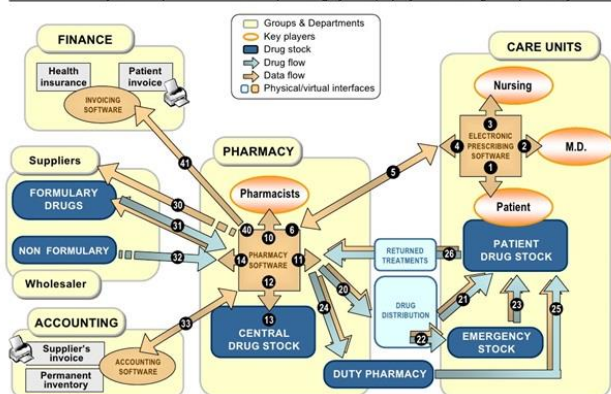 Groups & Departments
Key players
Drug stock
Drug flow
Data flow
Physical/virtual interfaces
FINANCE
Health
insurance
Patient
invoice
INVOICING SOFTWARE
41
Suppliers
FORMULARY
DRUGS
NON FORMULARY
Wholesaler
30
31
32
ACCOUNTING
Supplier's
invoice
Permanent
inventory
ACCOUNTING
SOFTWARE
33
PHARMACY
Pharmacists
40
10
6
14
PHARMACY
SOFTWARE
11
12
13
CENTRAL
DRUG STOCK
5
20
24
RETURNED
TREATMENTS
DRUG
DISTRIBUTION
22
DUTY PHARMACY
CARE UNITS
Nursing
3
4
ELECTRONIC
PRESCRIBING
SOFTWARE
2
M.D.
1
Patient
PATIENT
DRUG STOCK
26
21
23
25
EMERGENCY
STOCK